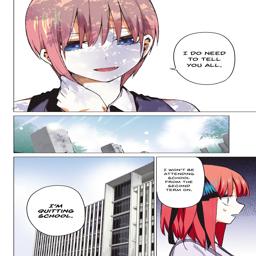 I DO NEED
TO TELL
YOU ALL.
I WON'T BE
ATTENDING
SCHOOL
FROM THE
SECOND
TERM ON.
I'M
QUITTING
SCHOOL.